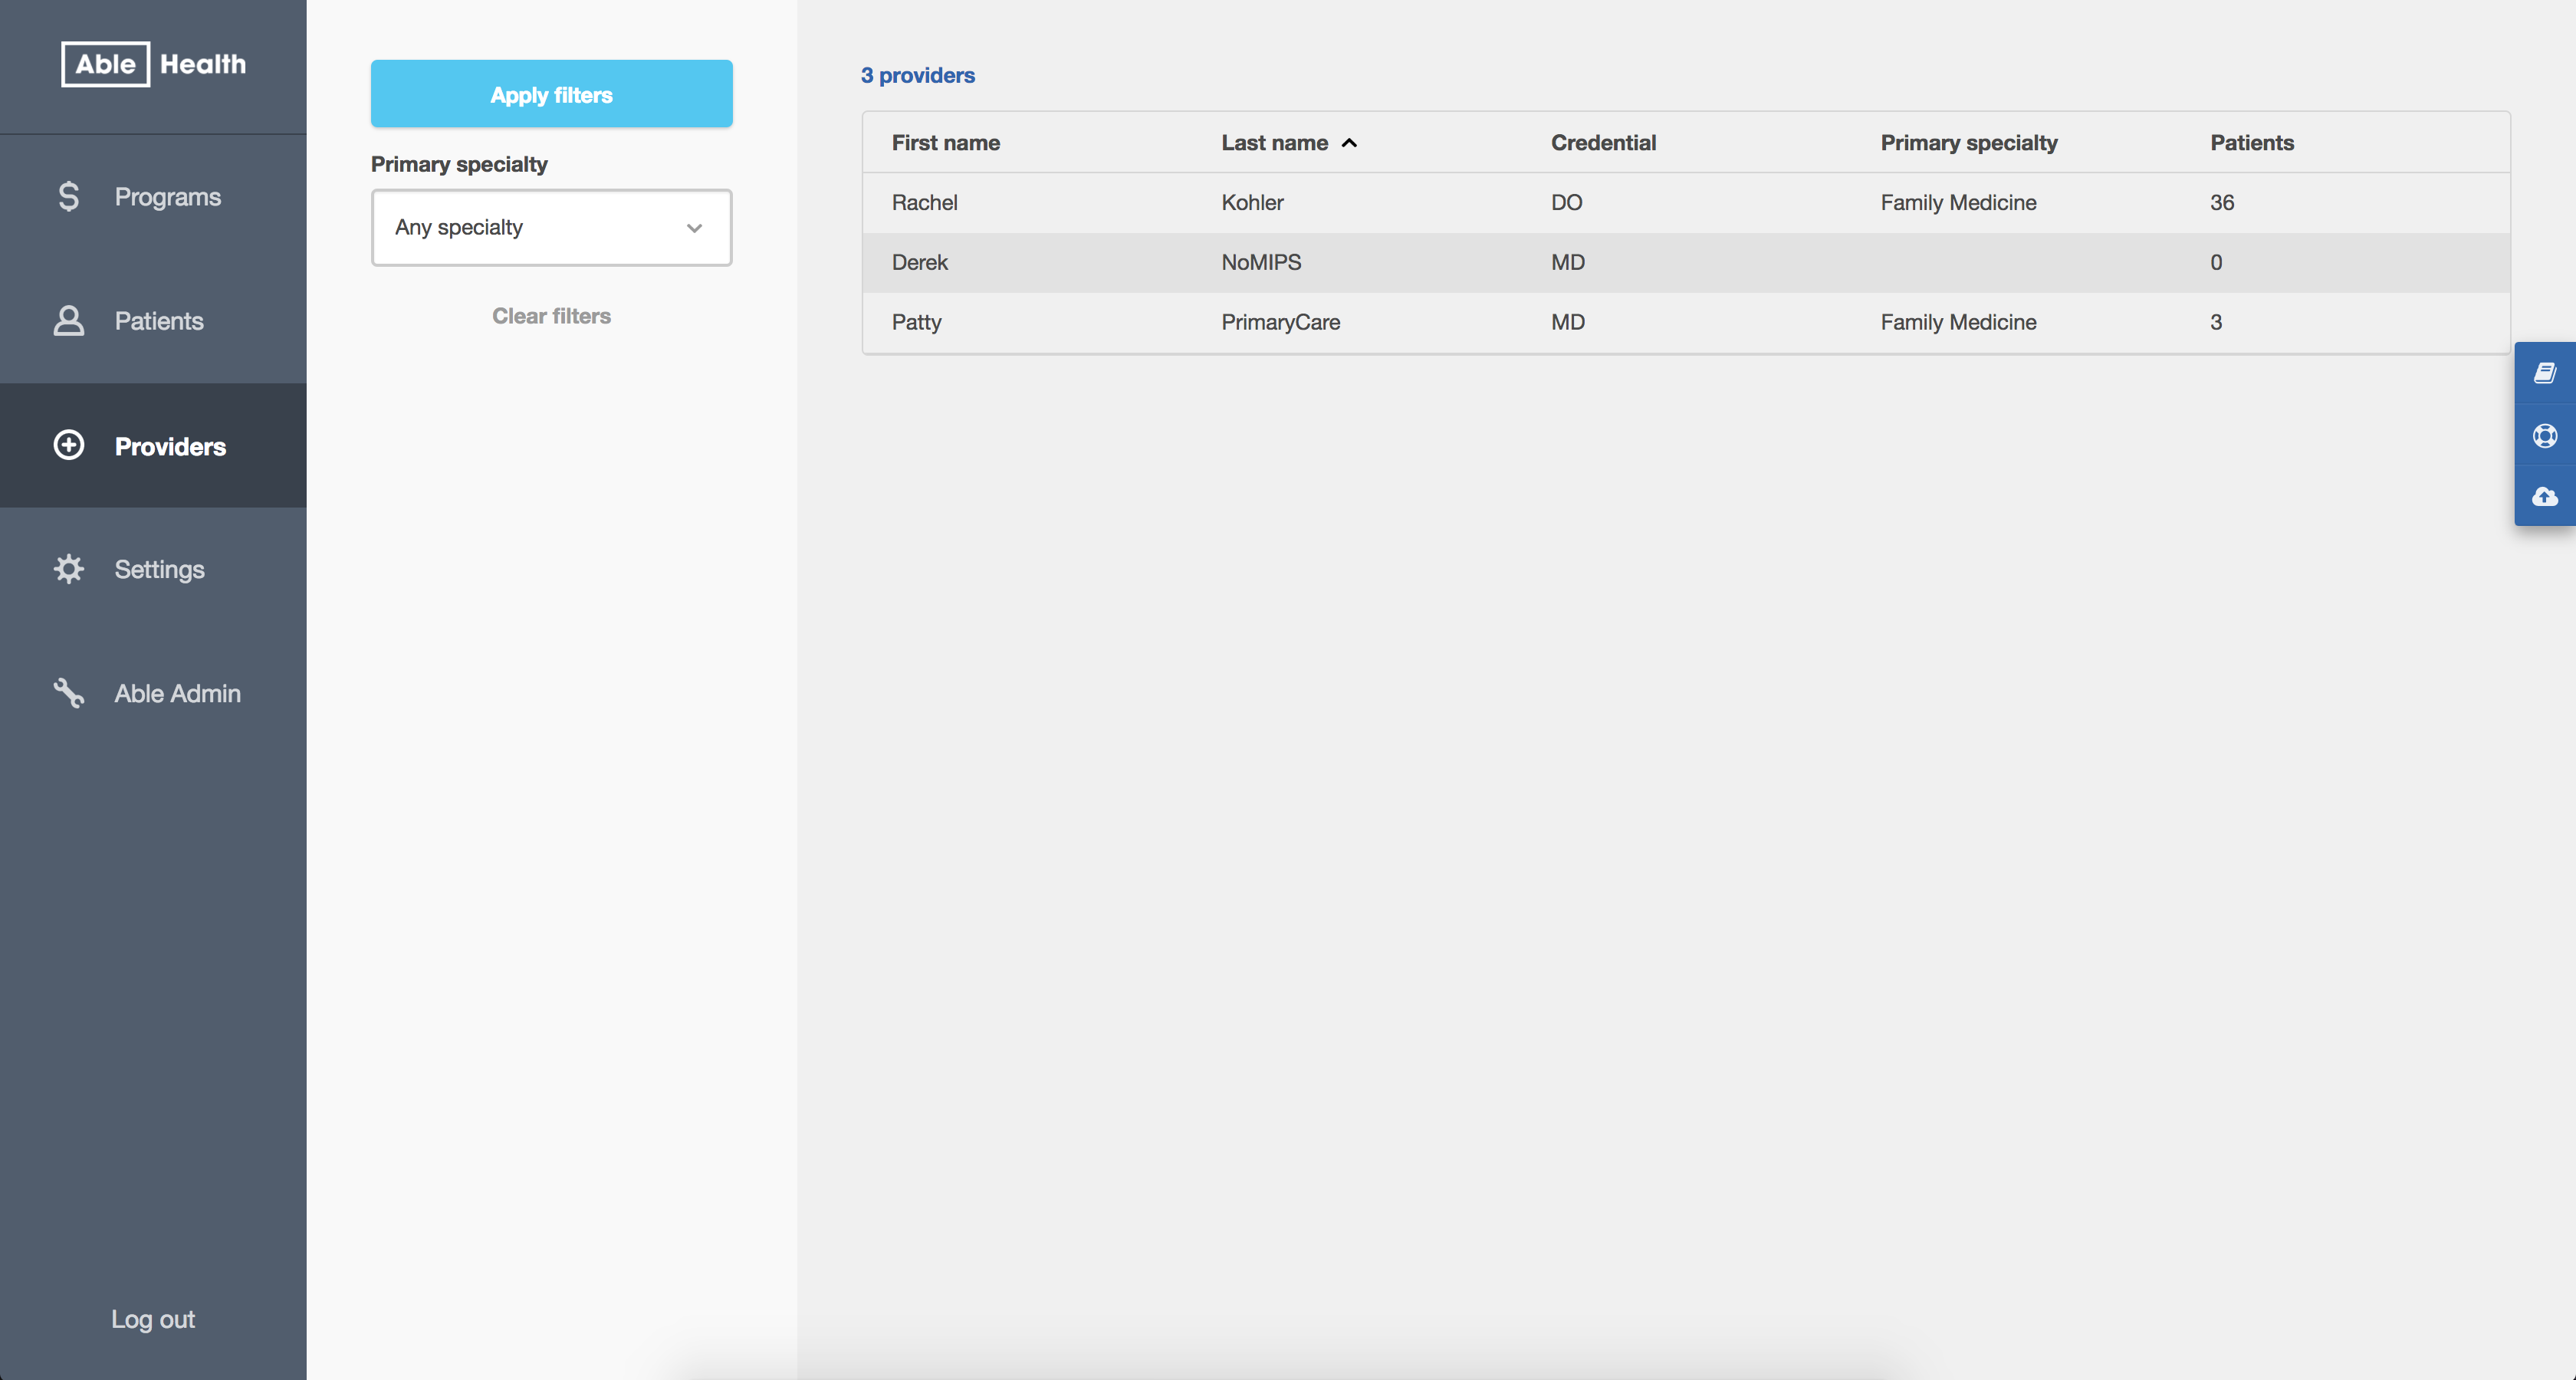 Able Health
Programs
Patients
Providers
Settings
Able Admin
Log out
Apply filters
Primary specialty
Any specialty
Clear filters
3 providers
First name Last name Credential Primary specialty Patients
Rachel Kohler DO Family Medicine 36
Derek NoMIPS MD 0
Patty PrimaryCare MD Family Medicine 3